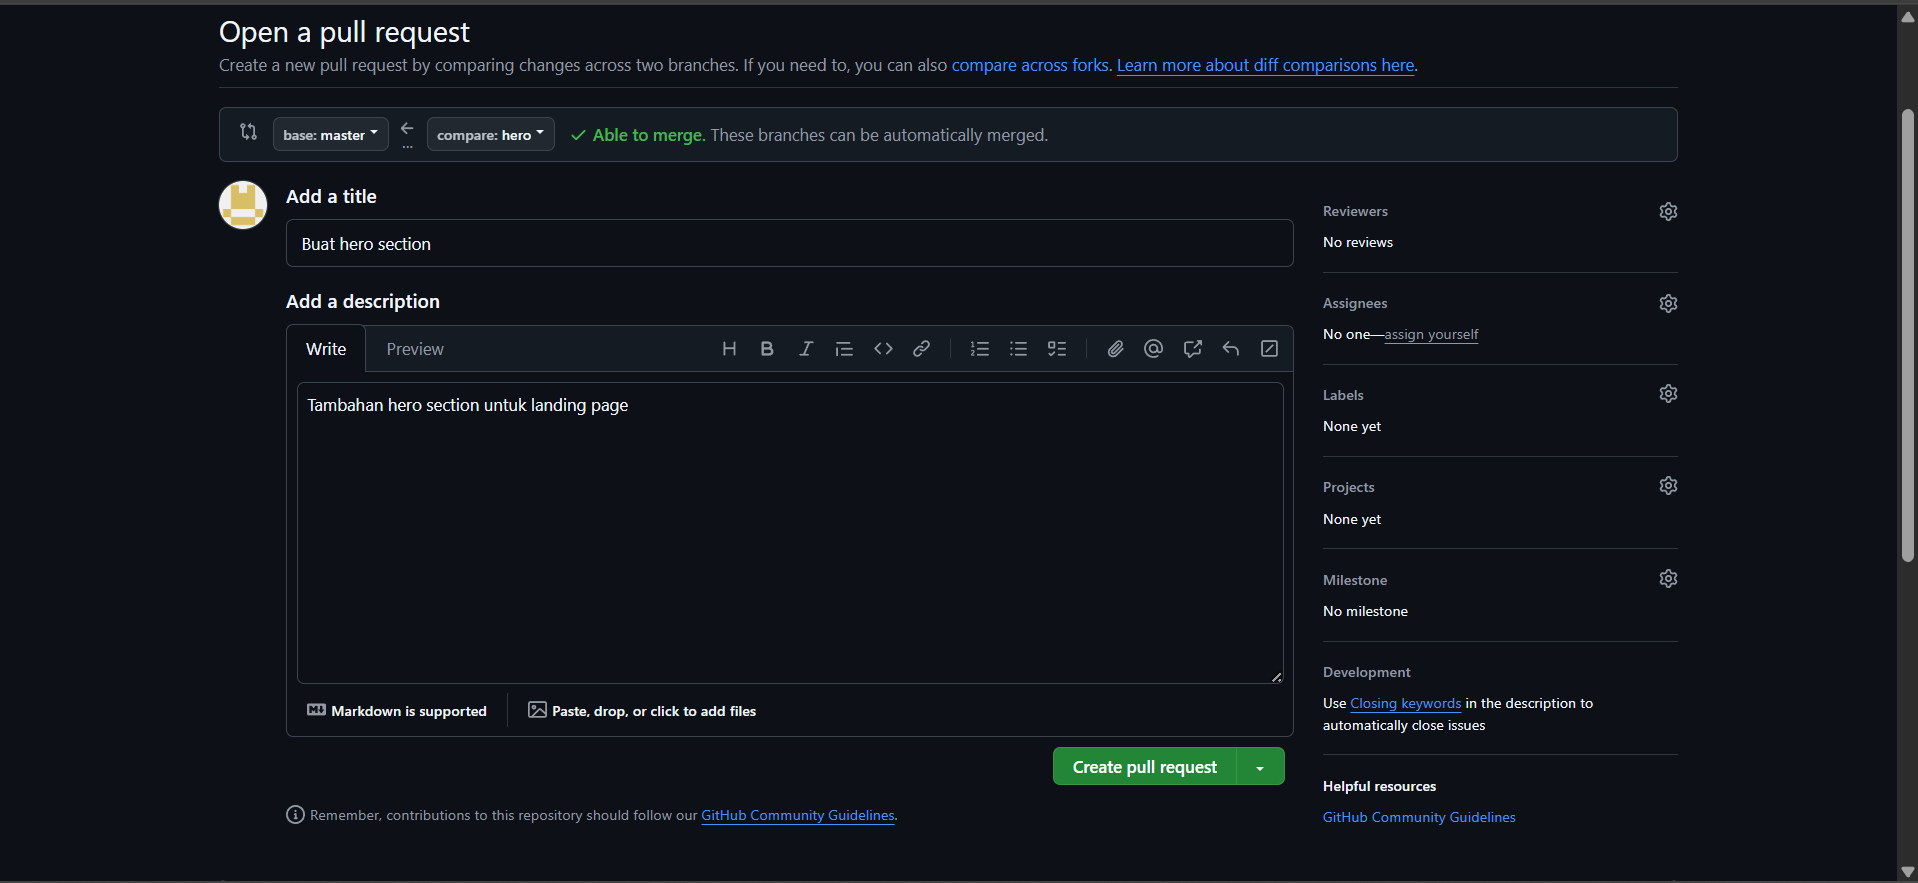 Open a pull request
Create a new pull request by comparing changes across two branches. If you need to, you can also compare across forks. Learn more about diff comparisons here.
base: master
...
compare: hero
Able to merge. These branches can be automatically merged.
Add a title
Buat hero section
Add a description
Write
Preview
Tambahan hero section untuk landing page
Markdown is supported
Paste, drop, or click to add files
Create pull request
Remember, contributions to this repository should follow our GitHub Community Guidelines.
Reviewers
No reviews
Assignees
No one—assign yourself
Labels
None yet
Projects
None yet
Milestone
No milestone
Development
Use Closing keywords in the description to
automatically close issues
Helpful resources
GitHub Community Guidelines